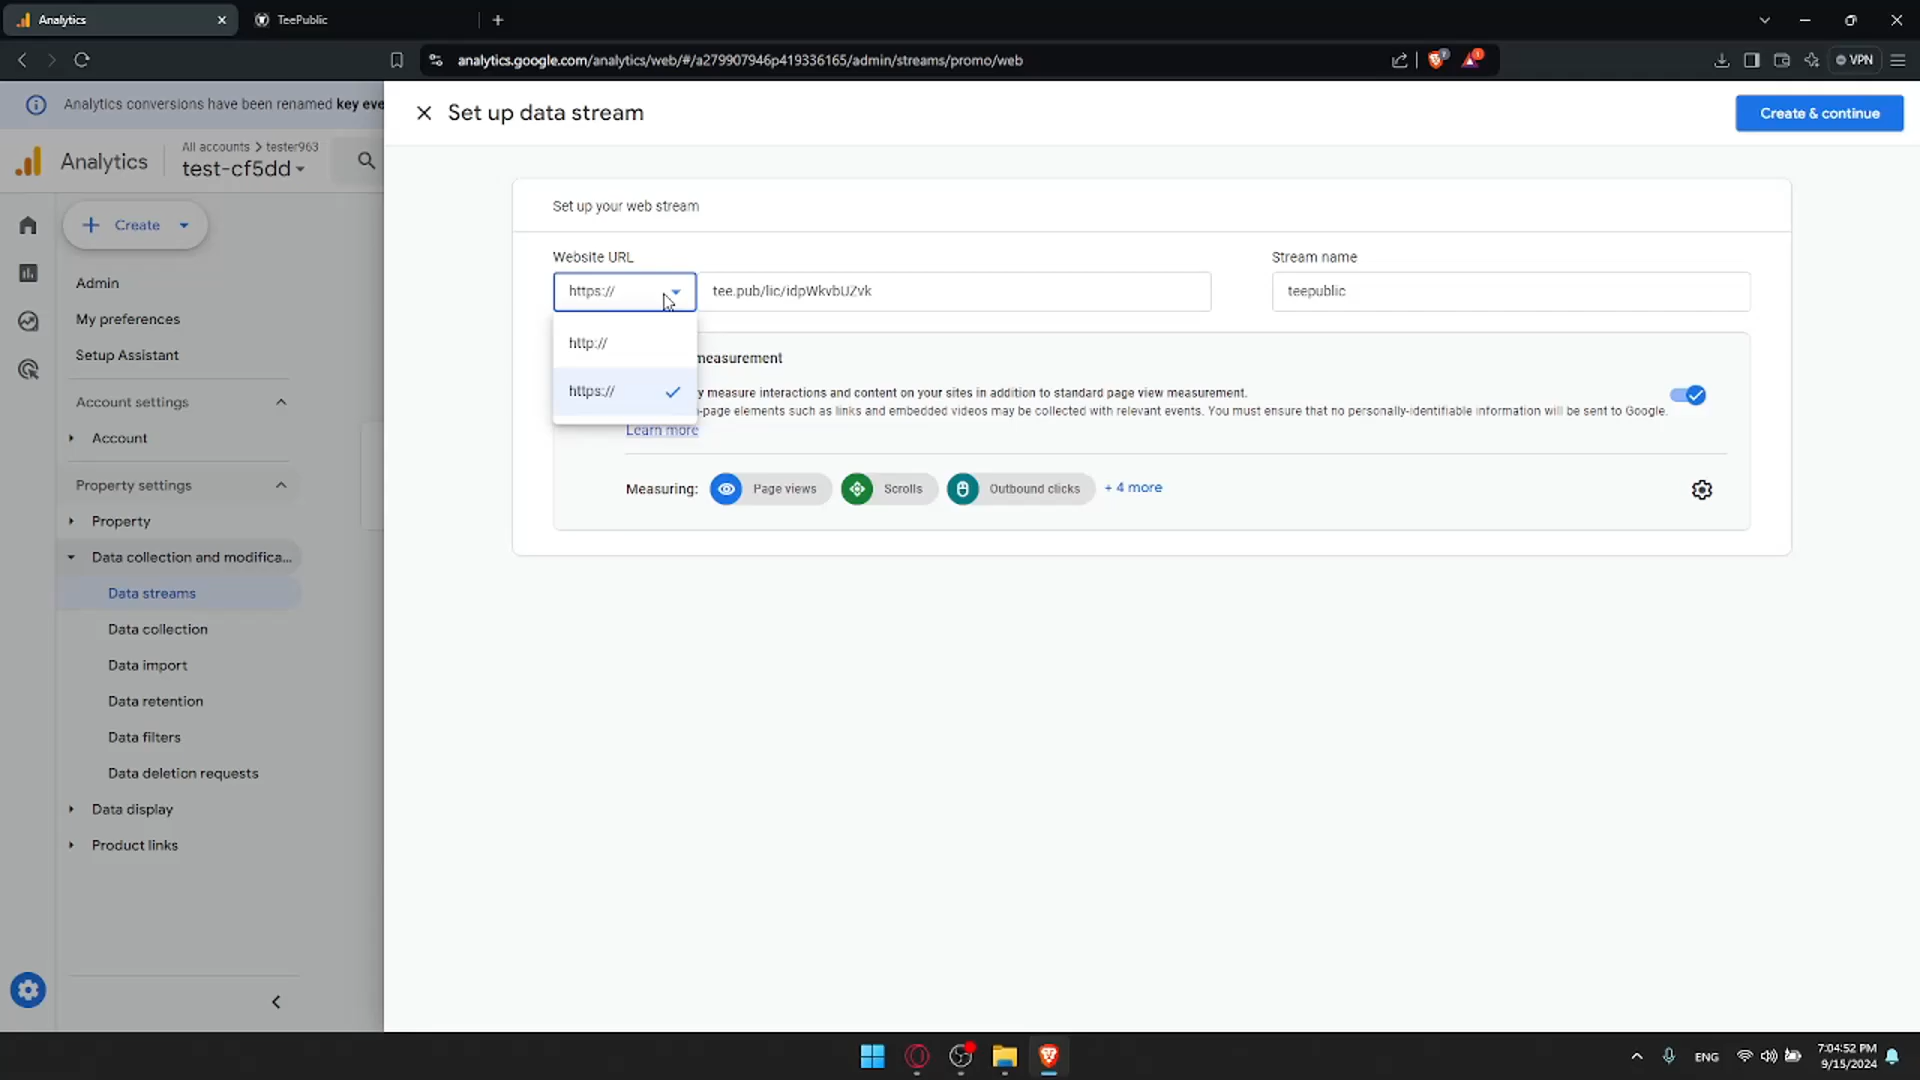 Analytics
TeePublic
analytics.google.com/analytics/web/#/a279907946p419336165/admin/streams/promo/web
VPN
Analytics conversions have been renamed key eve
Set up data stream
Create & continue
Analytics
All accounts > tester963
test-cf5dd
Create
Admin
My preferences
Setup Assistant
Account settings
Account
Property settings
Property
Data collection and modifica...
Data streams
Data collection
Data import
Data retention
Data filters
Data deletion requests
Data display
Product links
Set up your web stream
Website URL
Stream name
https://
tee.pub/lic/idpWkvbUZvk
teepublic
http://
https://
measurement
y measure interactions and content on your sites in addition to standard page view measurement.
-page elements such as links and embedded videos may be collected with relevant events. You must ensure that no personally-identifiable information will be sent to Google.
Learn more
Measuring:
Page views
Scrolls
Outbound clicks
+ 4 more
ENG
7:04:52 PM
9/15/2024